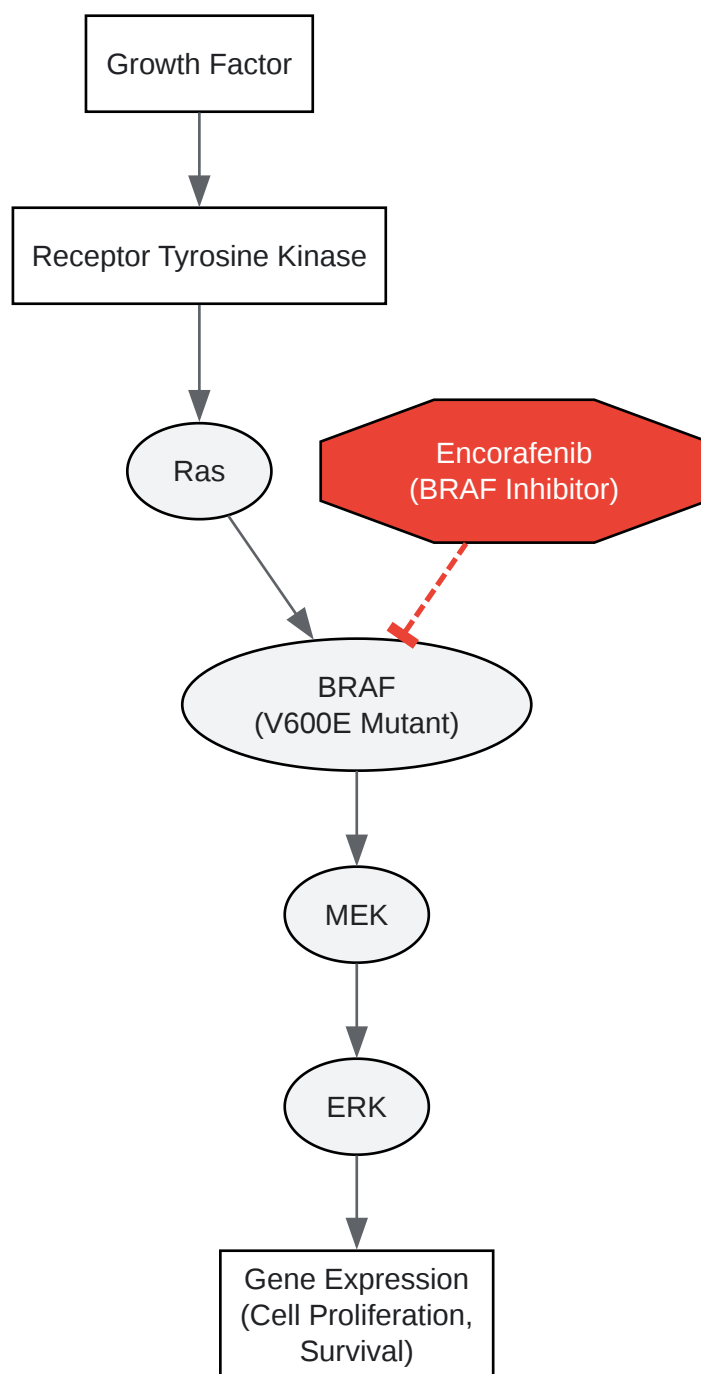 Growth Factor
Receptor Tyrosine Kinase
Ras
Encorafenib
(BRAF Inhibitor)
BRAF
(V600E Mutant)
MEK
ERK
Gene Expression
(Cell Proliferation,
Survival)